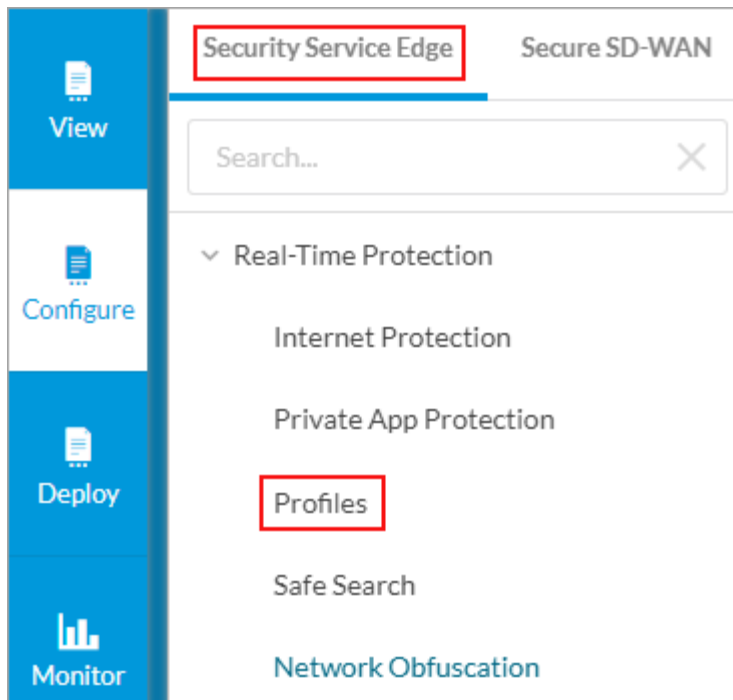 View
Configure
Deploy
Monitor
Security Service Edge
Secure SD-WAN
Search...
Real-Time Protection
Internet Protection
Private App Protection
Profiles
Safe Search
Network Obfuscation